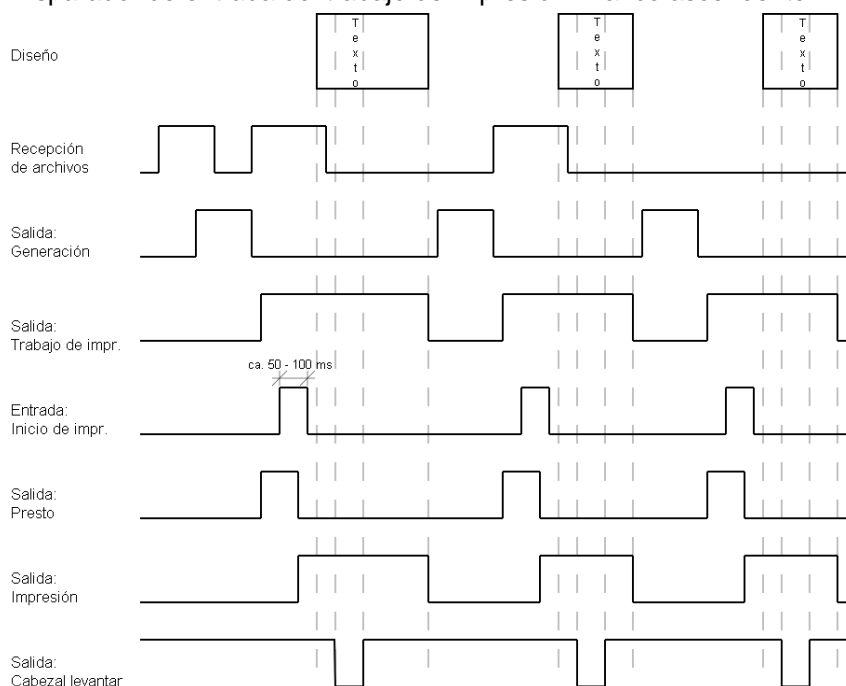 Texto
Texto
Texto
Diseño
Recepción
de archivos
Salida:
Generación
Salida:
Trabajo de impr.
ca. 50 - 100 ms
Entrada:
Inicio de impr.
Salida:
Presto
Salida:
Impresión
Salida:
Cabezal levantar